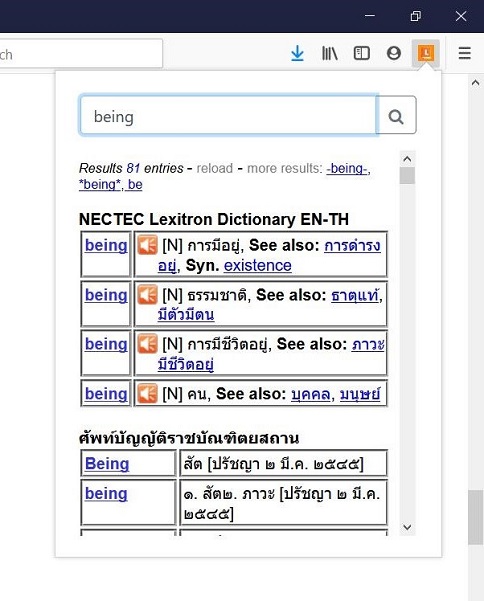 ch
being
Results 81 entries - reload - more results: -being-,
*being*, be
NECTEC Lexitron Dictionary EN-TH
being [N] การมีอยู่, See also: การดำรง
อยู่, Syn. existence
being [N] ธรรมชาติ, See also: ธาตุแท้,
มีตัวมีตน
being [N] การมีชีวิตอยู่, See also: ภาวะ
มีชีวิตอยู่
being [N] คน, See also: บุคคล, มนุษย์
ศัพท์บัญญัติราชบัณฑิตยสถาน
Being สัต [ปรัชญา ๒ มี.ค. ๒๕๔๕]
being ๑. สัต๒. ภาวะ [ปรัชญา ๒ มี.ค.
๒๕๔๕]